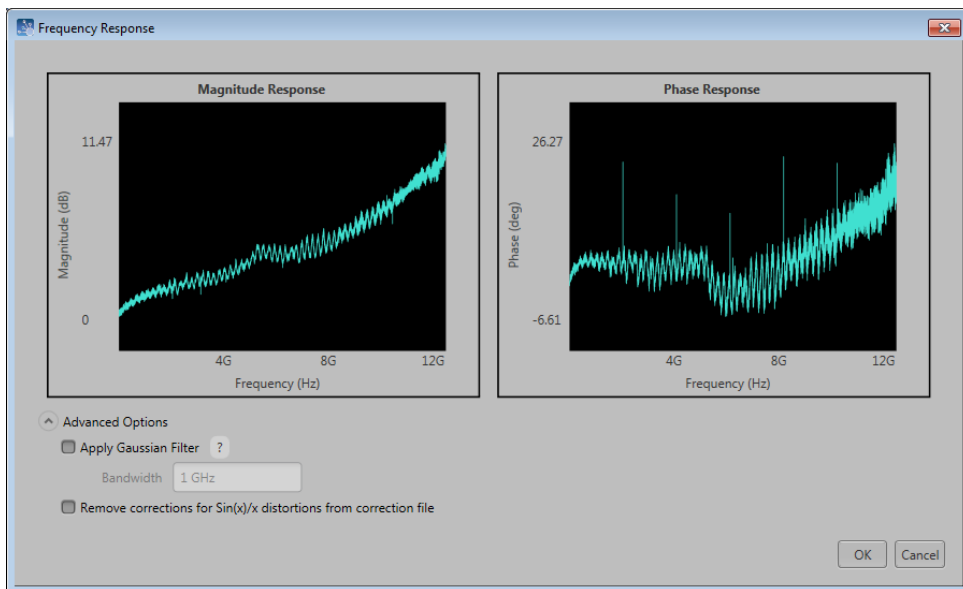 Frequency Response
Magnitude Response
11.47
Magnitude (dB)
0
4G 8G 12G
Frequency (Hz)
Phase Response
26.27
Phase (deg)
-6.61
4G 8G 12G
Frequency (Hz)
Advanced Options
Apply Gaussian Filter ?
Bandwidth 1 GHz
Remove corrections for Sin(x)/x distortions from correction file
OK Cancel